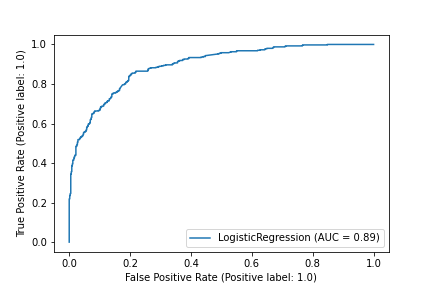 True Positive Rate (Positive label: 1.0)
1.0
0.8
0.6
0.4
0.2
0.0
LogisticRegression (AUC = 0.89)
0.0 0.2 0.4 0.6 0.8 1.0
False Positive Rate (Positive label: 1.0)